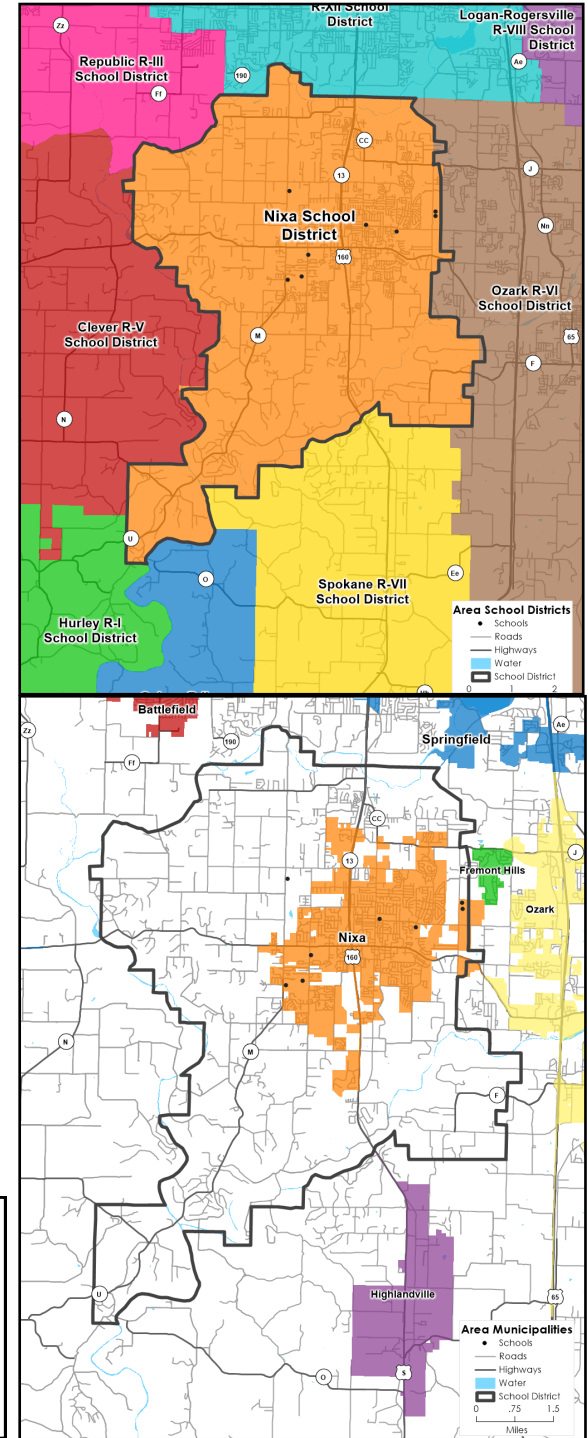 R-XII School
District
Logan-Rogersville
R-VIII School
District
Zz
Republic R-III
School District
190
Ae
Ff
CC
J
13
Nixa School
District
Nn
160
Ozark R-VI
School District
Clever R-V
School District
M
65
F
N
U
Ee
O
Spokane R-VII
School District
Hurley R-I
School District
Area School Districts
Schools
Roads
Highways
Water
School District
0 1 2
Battlefield
Zz
190
Springfield
Ae
Ff
CC
13
J
Fremont Hills
Ozark
Nixa
160
N
M
F
U
Highlandville
65
O
S
Area Municipalities
Schools
Roads
Highways
Water
School District
0 .75 1.5
Miles